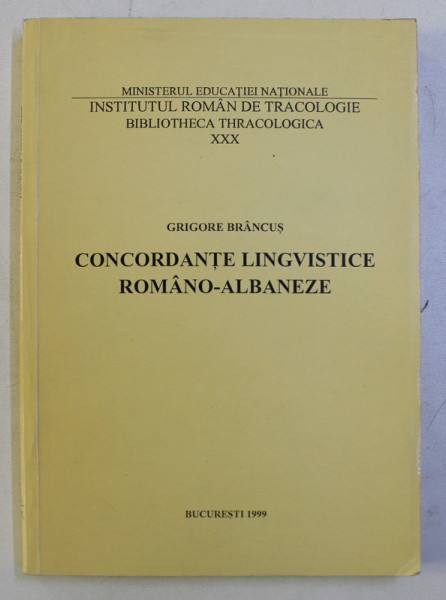 MINISTERUL EDUCAȚIEI NAȚIONALE
INSTITUTUL ROMÂN DE TRACOLOGIE
BIBLIOTHECA THRACOLOGICA
XXX
GRIGORE BRÂNCUȘ
CONCORDANȚE LINGVISTICE
ROMÂNO-ALBANEZE
BUCUREȘTI 1999